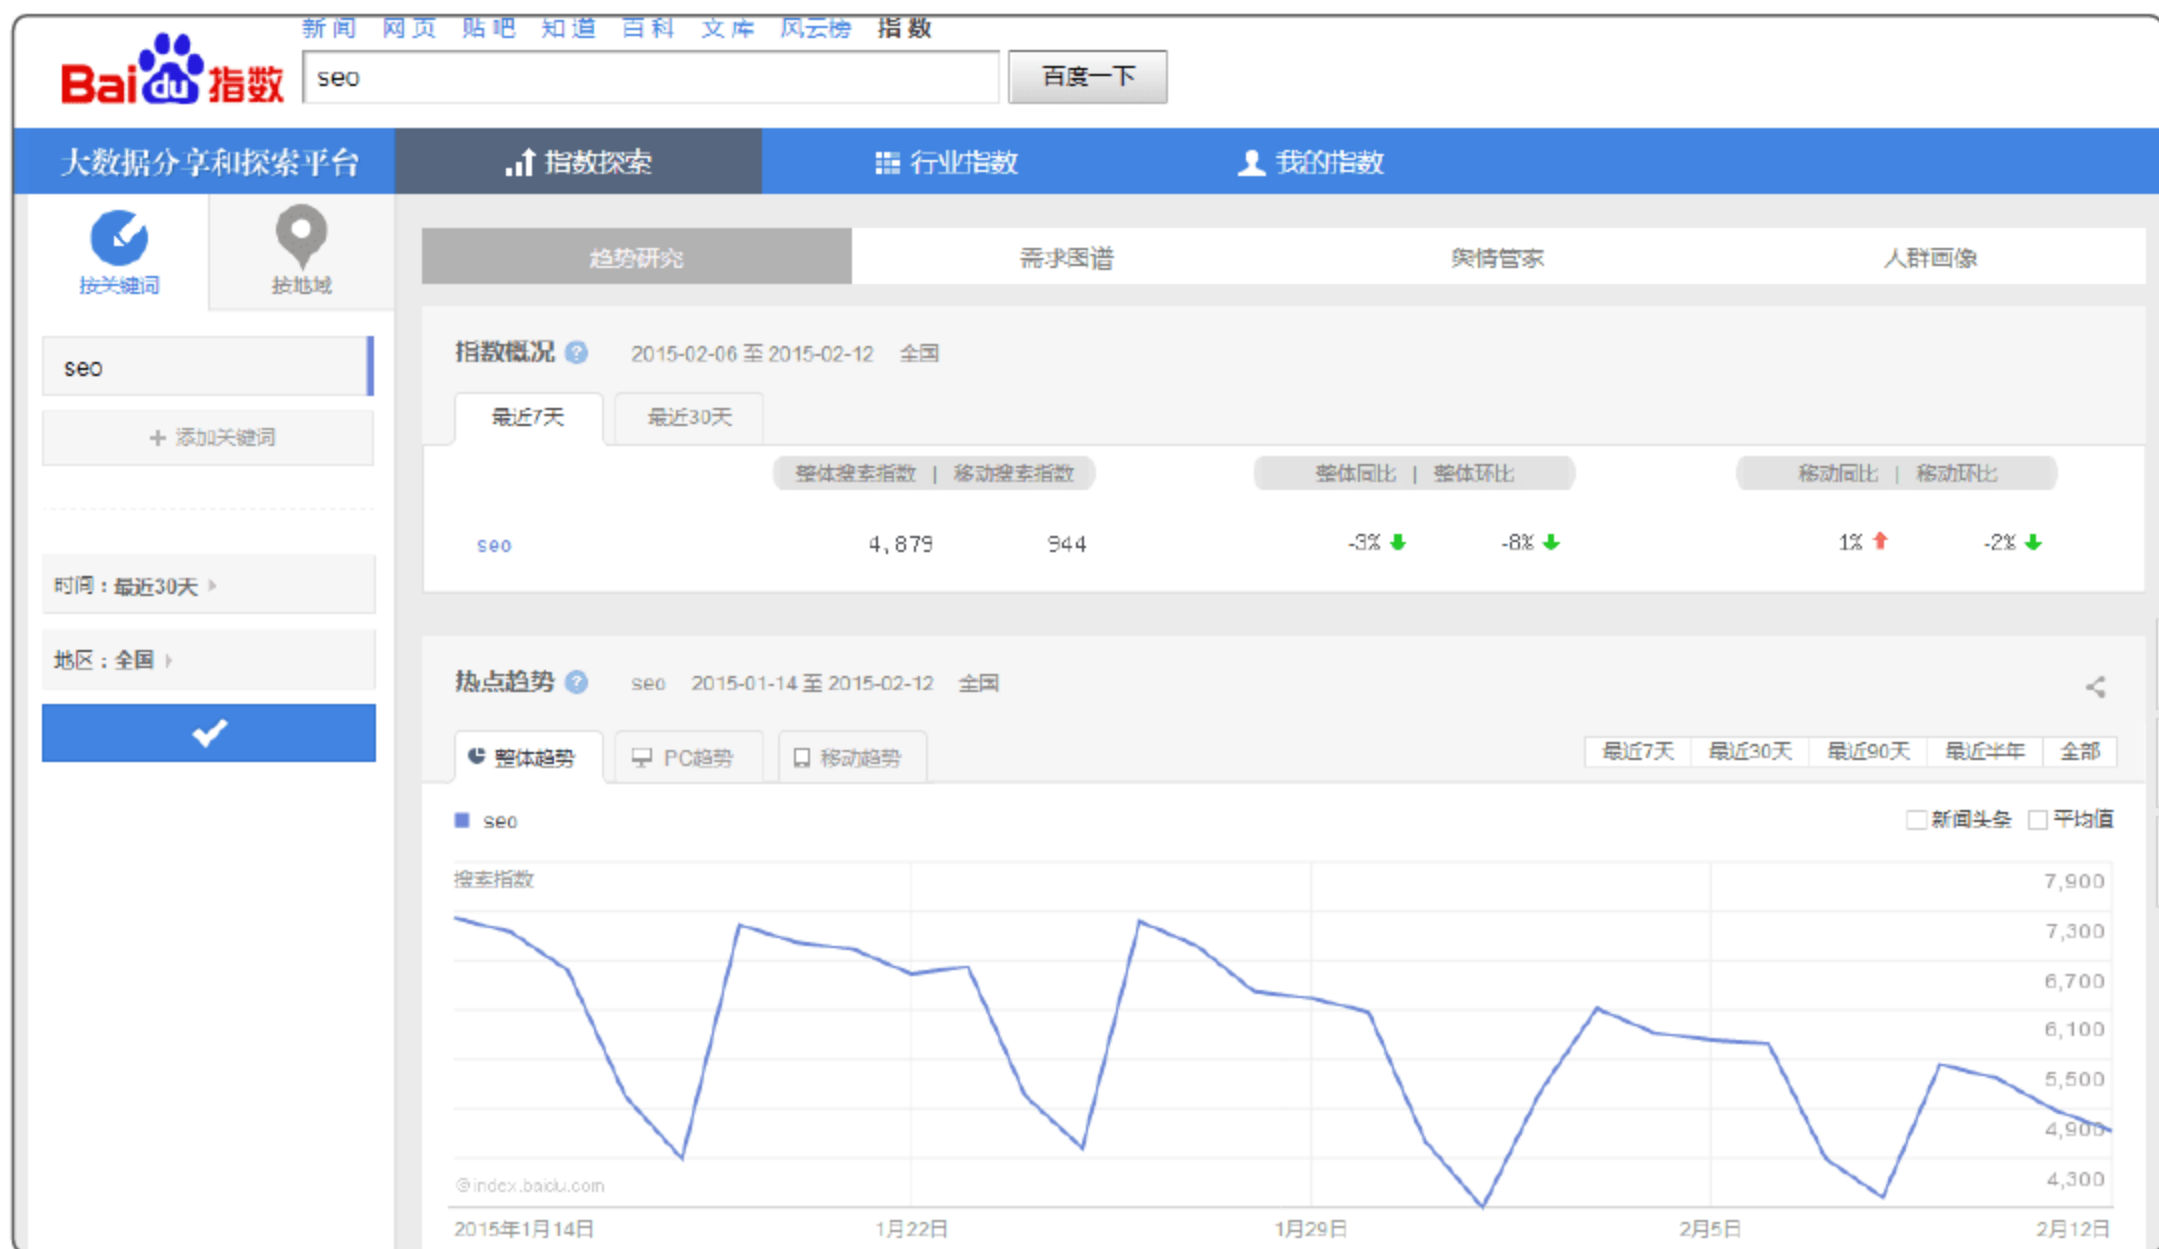 新闻 网页 贴吧 知道 百科 文库 风云榜 指数
Baidu指数 seo 百度一下
大数据分享和探索平台 指数探索 行业指数 我的指数
按关键词 按地域
seo
+ 添加关键词
时间：最近30天
地区：全国
趋势研究 需求图谱 舆情管家 人群画像
指数概况 ? 2015-02-06 至 2015-02-12 全国
最近7天 最近30天
整体搜索指数 | 移动搜索指数 整体同比 | 整体环比 移动同比 | 移动环比
seo 4,879 944 -3% -8% 1% -2%
热点趋势 ? seo 2015-01-14 至 2015-02-12 全国
整体趋势 PC趋势 移动趋势 最近7天 最近30天 最近90天 最近半年 全部
seo 新闻头条 平均值
搜索指数
7,900
7,300
6,700
6,100
5,500
4,900
4,300
©index.baidu.com
2015年1月14日 1月22日 1月29日 2月5日 2月12日